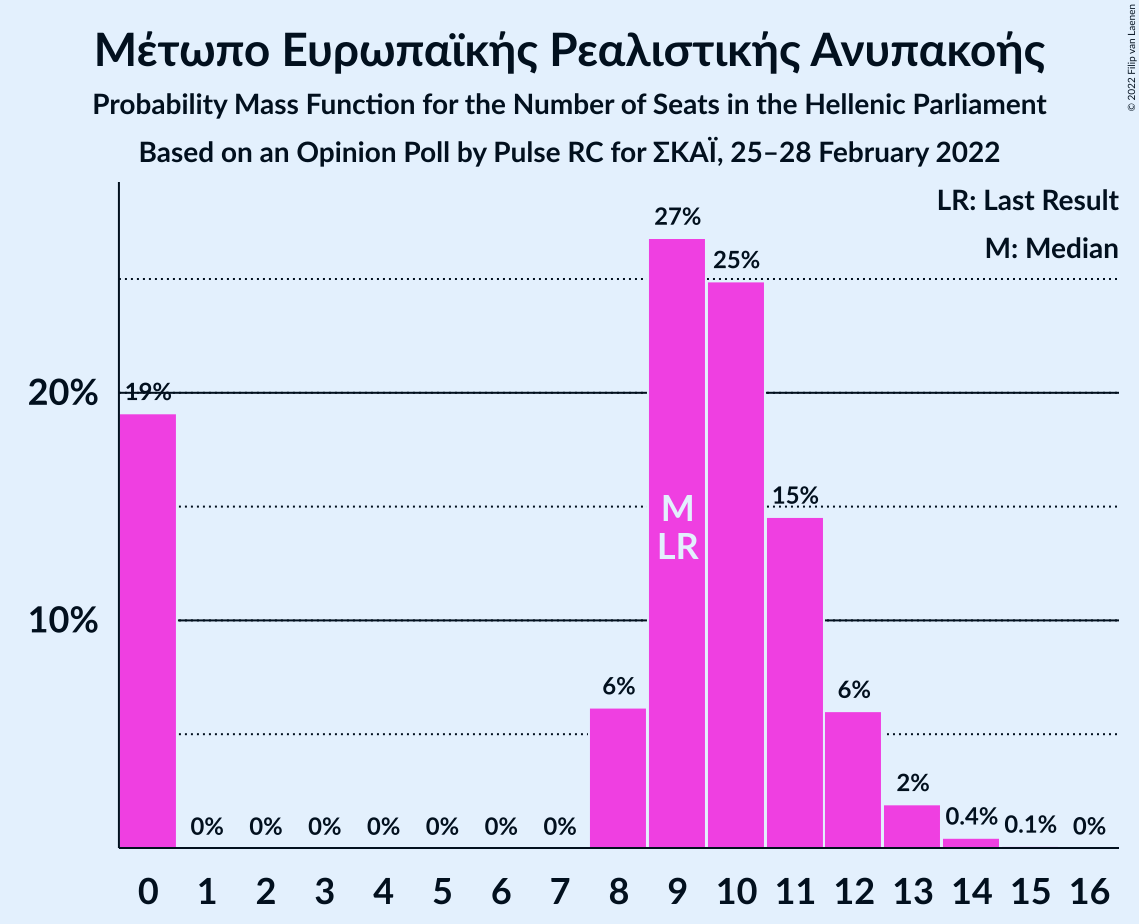 Μέτωπο Ευρωπαϊκής Ρεαλιστικής Ανυπακοής
Probability Mass Function for the Number of Seats in the Hellenic Parliament
Based on an Opinion Poll by Pulse RC for ΣΚΑΪ, 25–28 February 2022
© 2022 Filip van Laenen
LR: Last Result
M: Median
20%
10%
19%
0%
0%
0%
0%
0%
0%
0%
6%
27%
25%
15%
6%
2%
0.4%
0.1%
0%
M
LR
0 1 2 3 4 5 6 7 8 9 10 11 12 13 14 15 16